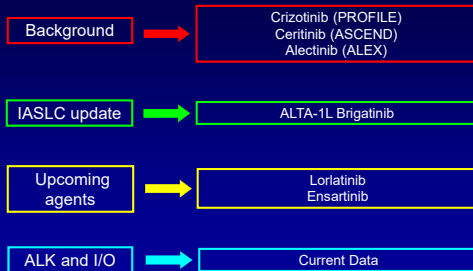 Background
Crizotinib (PROFILE)
Ceritinib (ASCEND)
Alectinib (ALEX)
IASLC update
ALTA-1L Brigatinib
Upcoming
agents
Lorlatinib
Ensartinib
ALK and I/O
Current Data